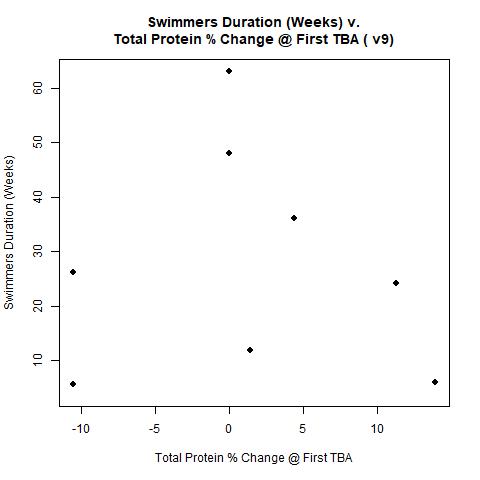 Swimmers Duration (Weeks) v.
Total Protein % Change @ First TBA ( v9)
Swimmers Duration (Weeks)
60
50
40
30
20
10
-10 -5 0 5 10
Total Protein % Change @ First TBA